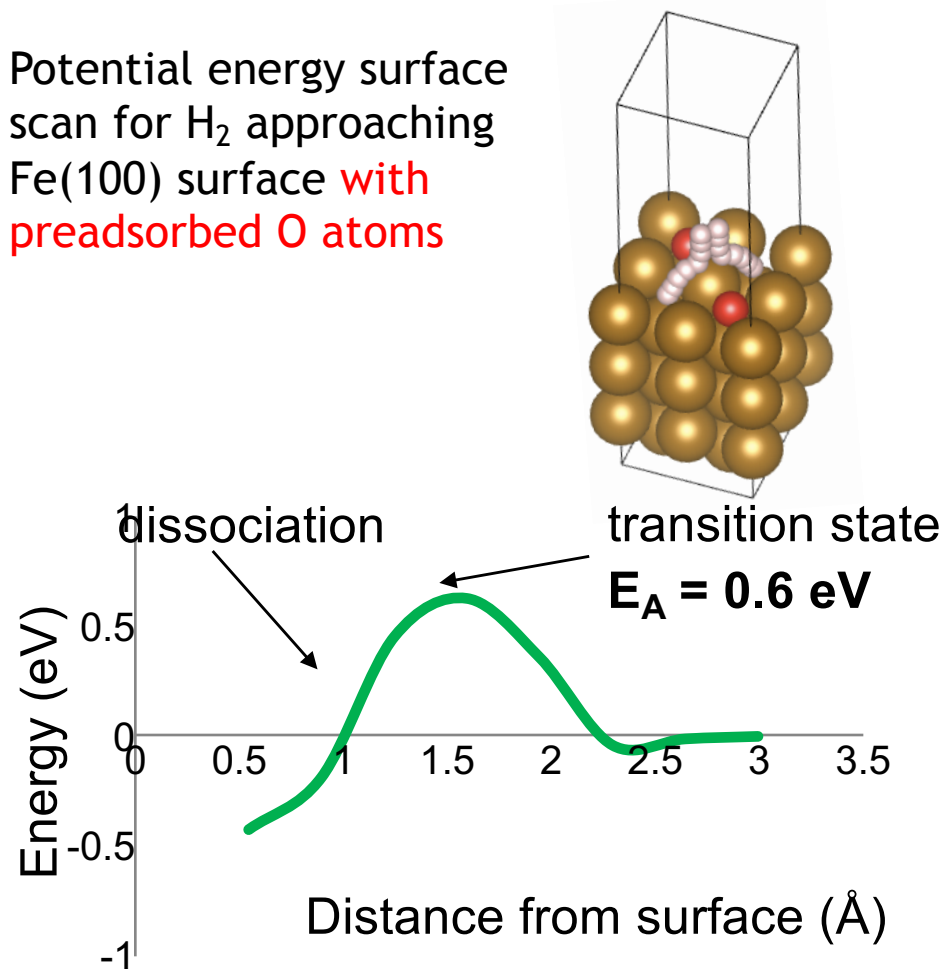 Potential energy surface
scan for H₂ approaching
Fe(100) surface with
preadsorbed O atoms
1
dissociation
transition state
E_A = 0.6 eV
0.5
Energy (eV)
0
0 0.5 1 1.5 2 2.5 3 3.5
-0.5
Distance from surface (Å)
-1